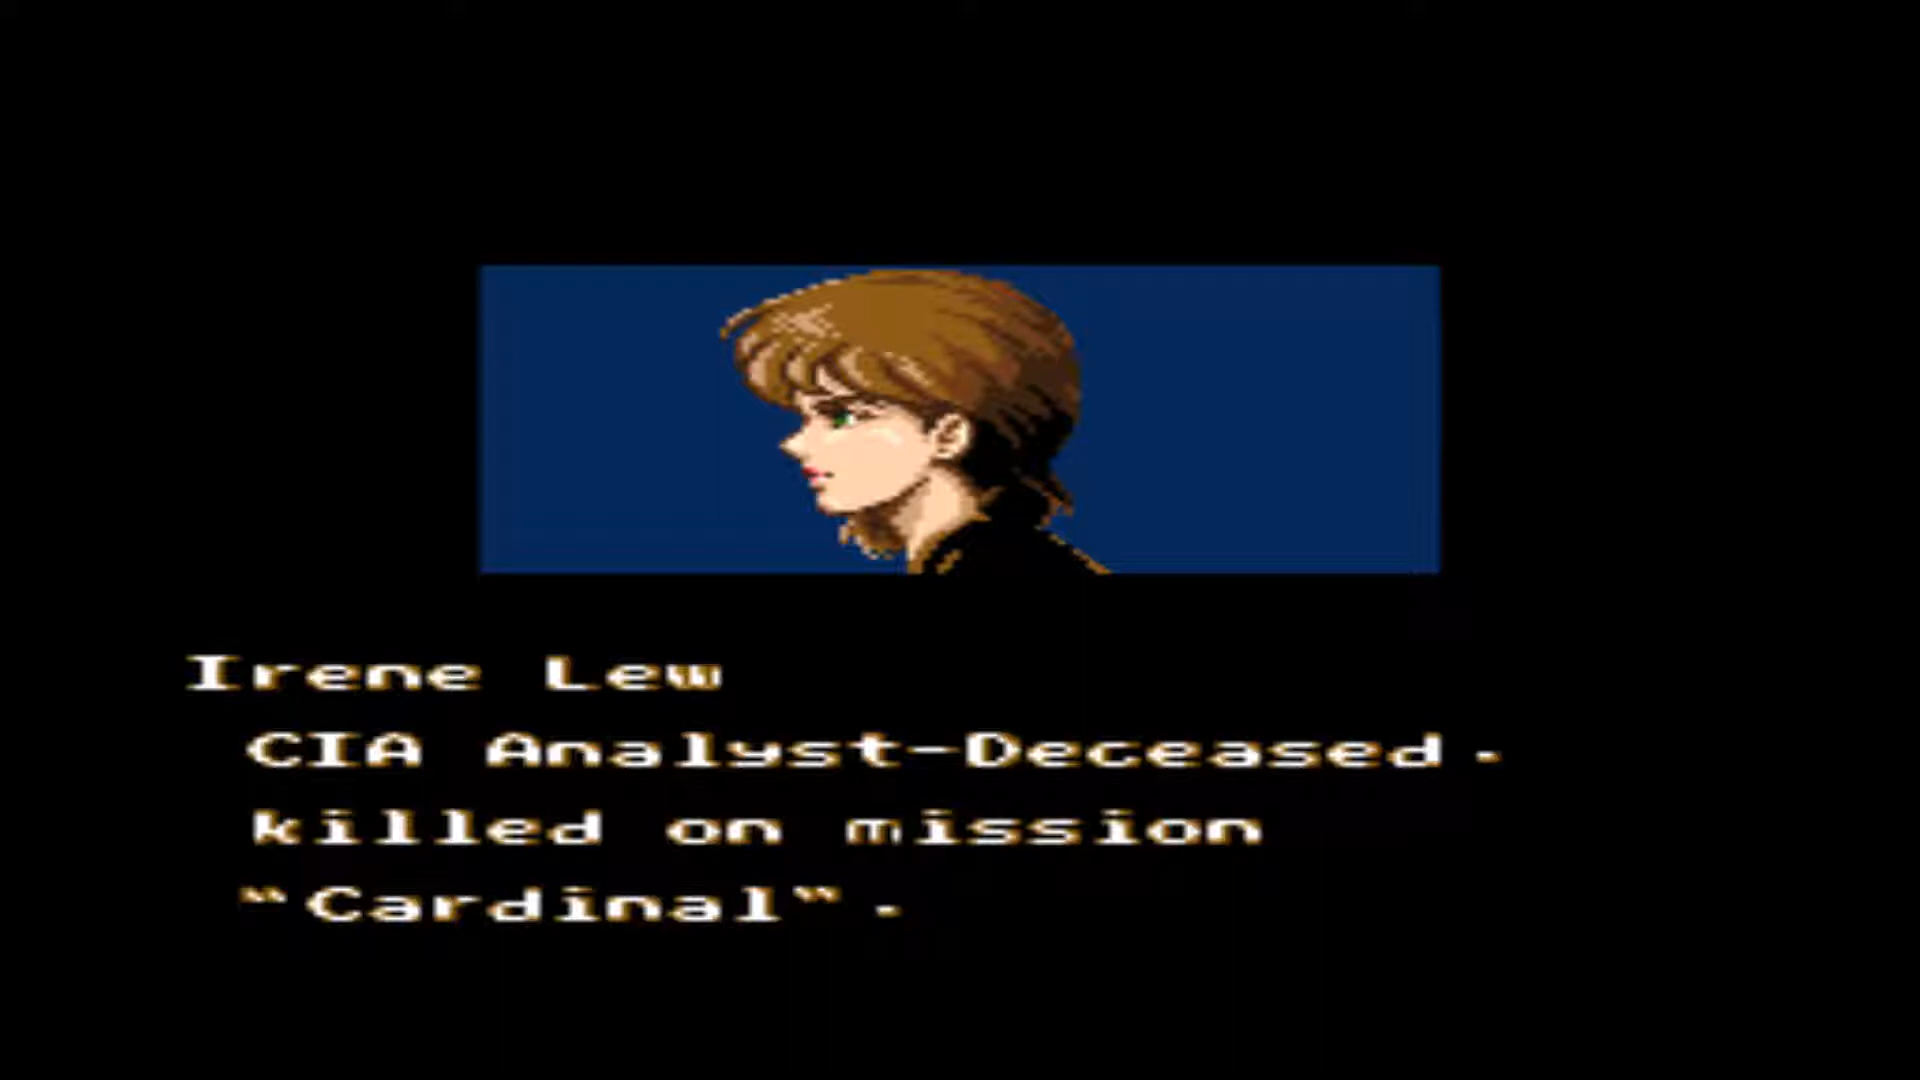 Irene Lew
CIA Analyst-Deceased.
killed on mission
“Cardinal”.